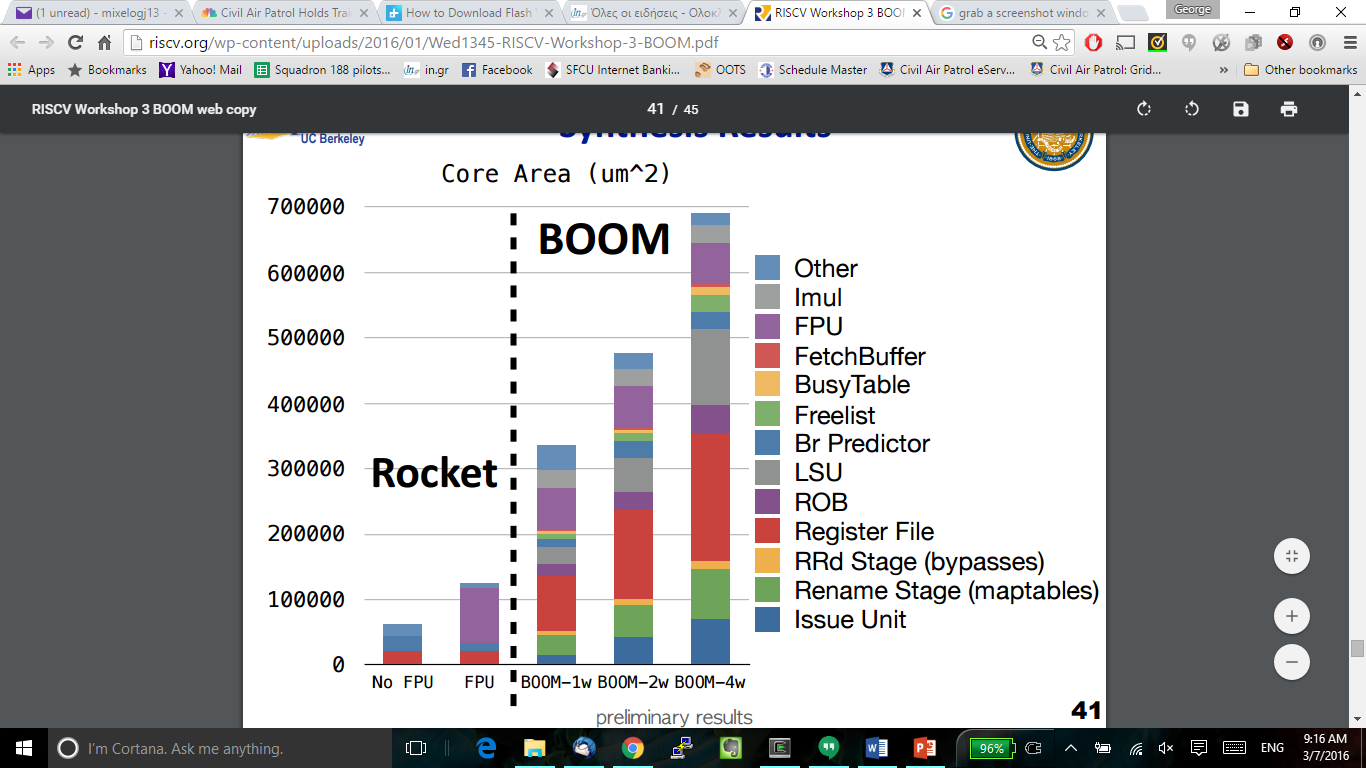 George
(1 unread) - mixelogj13 -
Civil Air Patrol Holds Trai
How to Download Flash
Όλες οι ειδήσεις - Ολοκλ
RISCV Workshop 3 BOO
grab a screenshot windo
riscv.org/wp-content/uploads/2016/01/Wed1345-RISCV-Workshop-3-BOOM.pdf
Apps
Bookmarks
Yahoo! Mail
Squadron 188 pilots...
in.gr
Facebook
SFCU Internet Banki...
OOTS
Schedule Master
Civil Air Patrol eServ...
Civil Air Patrol: Grid...
»
Other bookmarks
RISCV Workshop 3 BOOM web copy
41 / 45
UC Berkeley
Synthesis Results
Core Area (um^2)
700000
600000
500000
400000
300000
200000
100000
0
BOOM
Rocket
No FPU
FPU
BOOM-1w
BOOM-2w
BOOM-4w
Other
Imul
FPU
FetchBuffer
BusyTable
Freelist
Br Predictor
LSU
ROB
Register File
RRd Stage (bypasses)
Rename Stage (maptables)
Issue Unit
preliminary results
41
I'm Cortana. Ask me anything.
96%
ENG
9:16 AM
3/7/2016